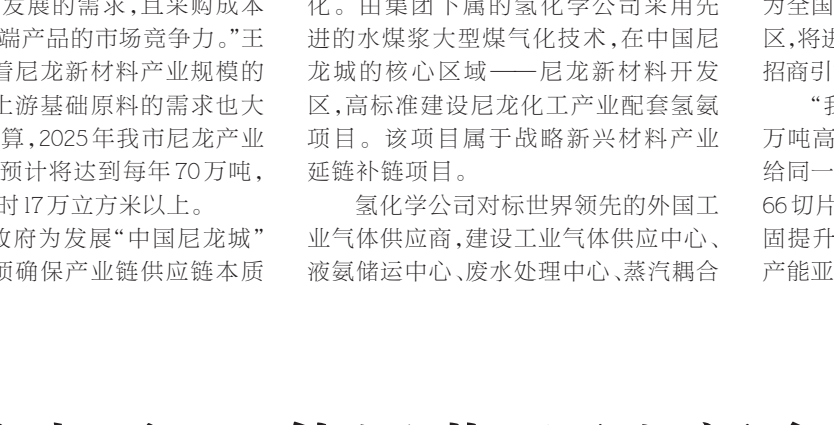 发展的需求,且采购成本
端产品的市场竞争力。”王
着尼龙新材料产业规模的
上游基础原料的需求也大
算,2025年我市尼龙产业
预计将达到每年70万吨,
时17万立方米以上。
政府为发展“中国尼龙城”
须确保产业链供应链本质
化。由集团下属的氢化学公司采用先
进的水煤浆大型煤气化技术,在中国尼
龙城的核心区域——尼龙新材料开发
区,高标准建设尼龙化工产业配套氢氨
项目。该项目属于战略新兴材料产业
延链补链项目。
氢化学公司对标世界领先的外国工
业气体供应商,建设工业气体供应中心、
液氨储运中心、废水处理中心、蒸汽耦合
为全国
区,将进
招商引
“我
万吨高
给同一
66切片
固提升
产能亚